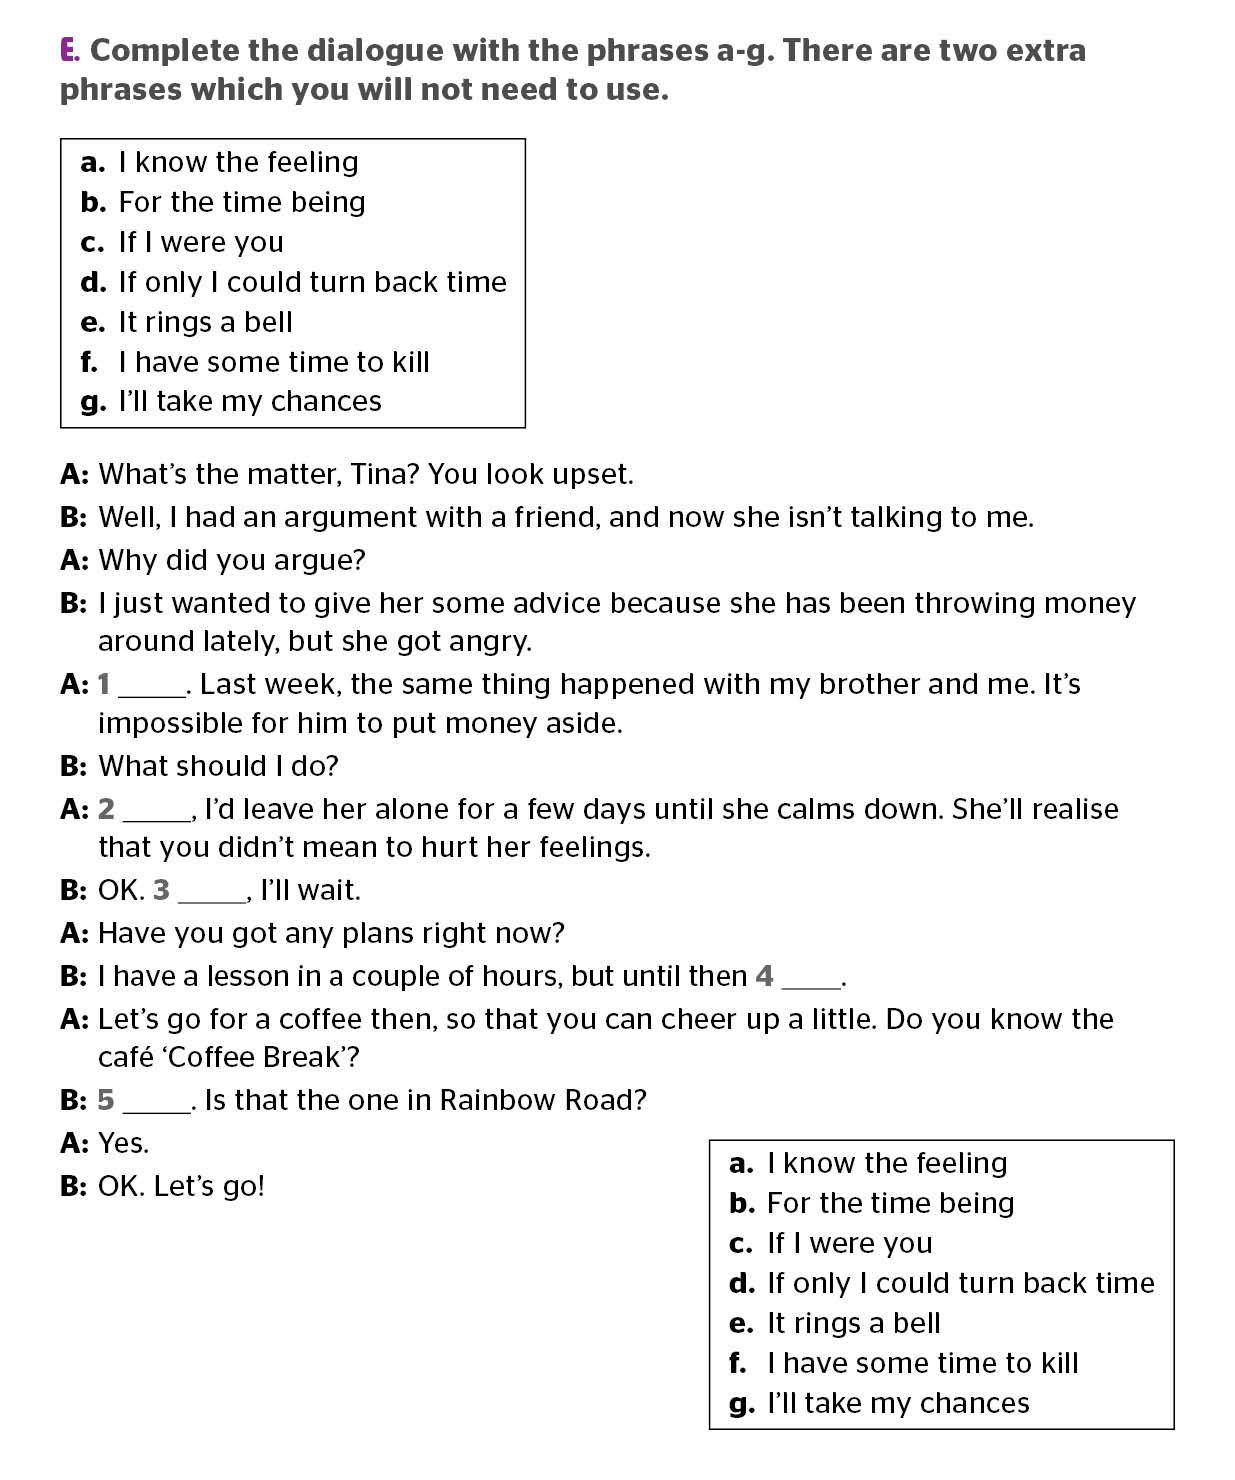 E. Complete the dialogue with the phrases a-g. There are two extra
phrases which you will not need to use.
a. I know the feeling
b. For the time being
c. If I were you
d. If only I could turn back time
e. It rings a bell
f. I have some time to kill
g. I’ll take my chances
A: What’s the matter, Tina? You look upset.
B: Well, I had an argument with a friend, and now she isn’t talking to me.
A: Why did you argue?
B: I just wanted to give her some advice because she has been throwing money
around lately, but she got angry.
A: 1 _____. Last week, the same thing happened with my brother and me. It’s
impossible for him to put money aside.
B: What should I do?
A: 2 _____, I’d leave her alone for a few days until she calms down. She’ll realise
that you didn’t mean to hurt her feelings.
B: OK. 3 _____, I’ll wait.
A: Have you got any plans right now?
B: I have a lesson in a couple of hours, but until then 4 ____.
A: Let’s go for a coffee then, so that you can cheer up a little. Do you know the
café ‘Coffee Break’?
B: 5 _____. Is that the one in Rainbow Road?
A: Yes.
B: OK. Let’s go!
a. I know the feeling
b. For the time being
c. If I were you
d. If only I could turn back time
e. It rings a bell
f. I have some time to kill
g. I’ll take my chances